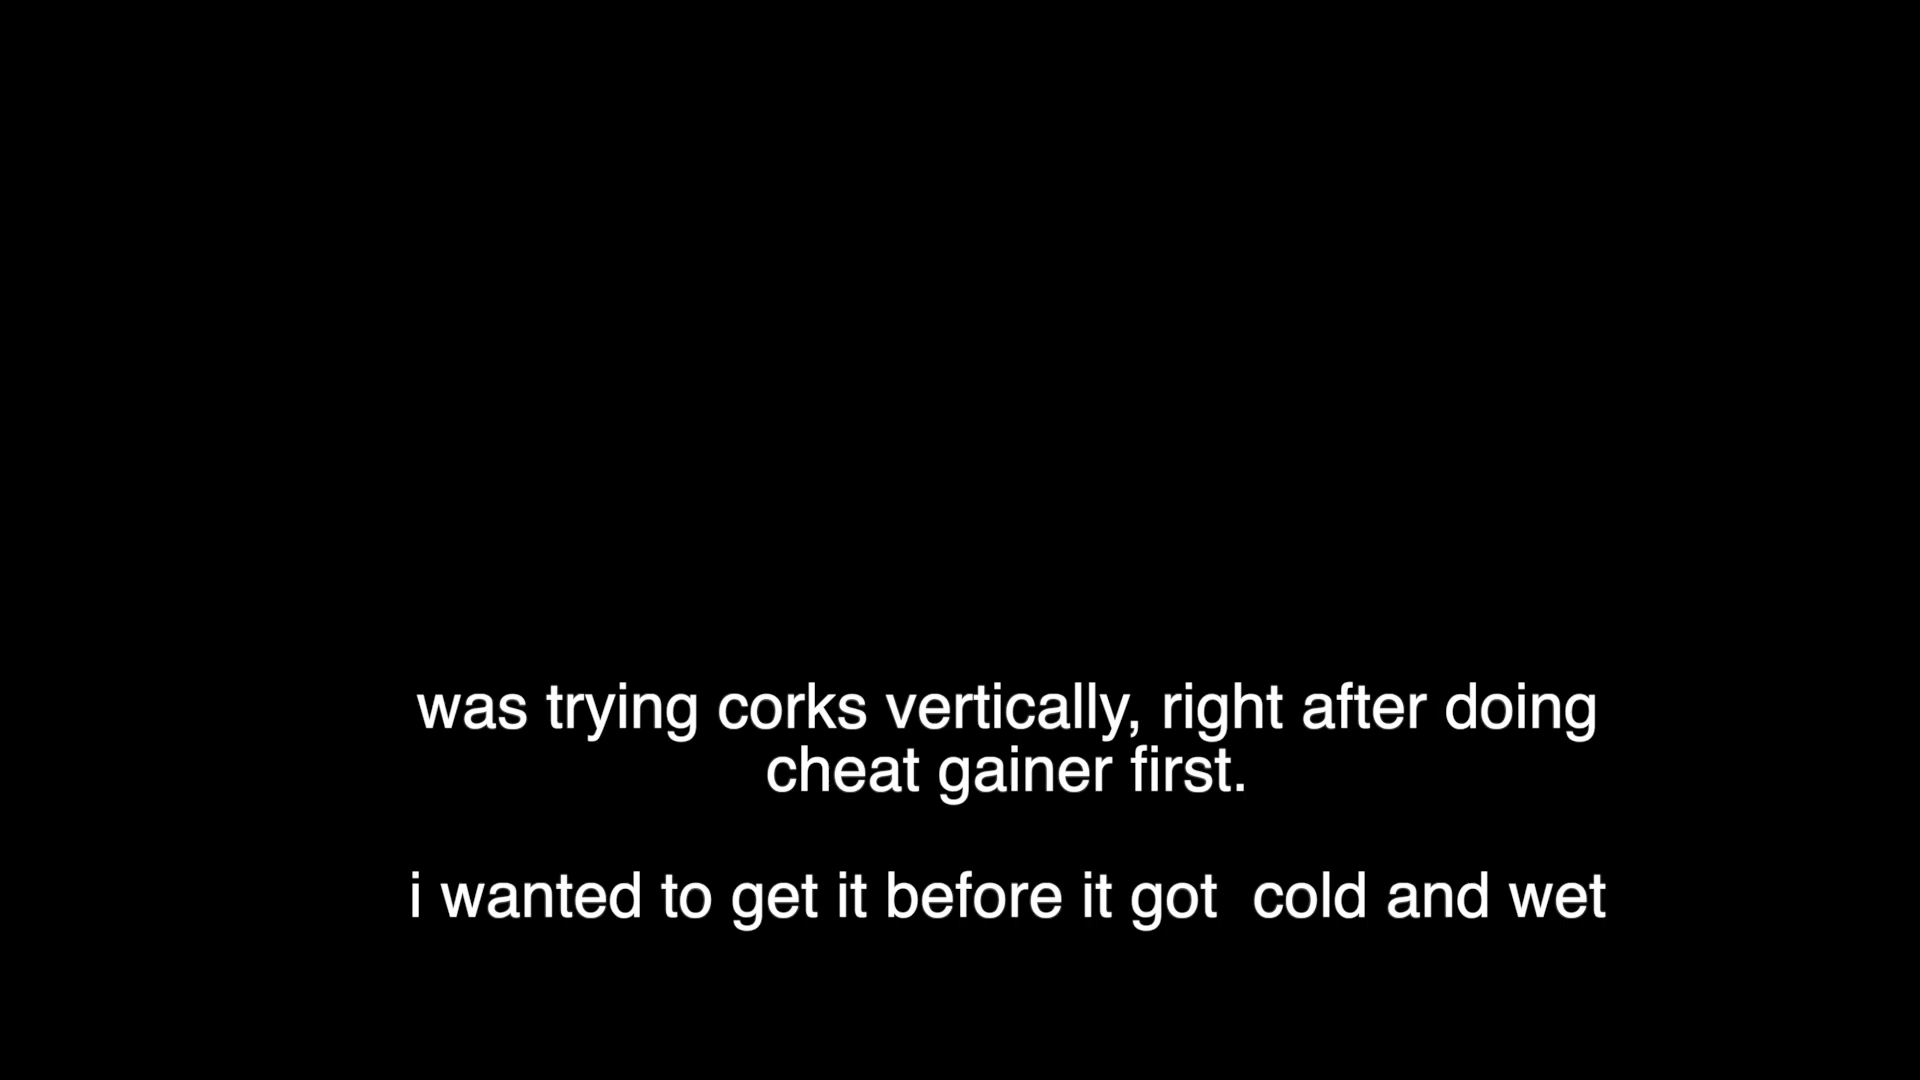 was trying corks vertically, right after doing
cheat gainer first.
i wanted to get it before it got  cold and wet